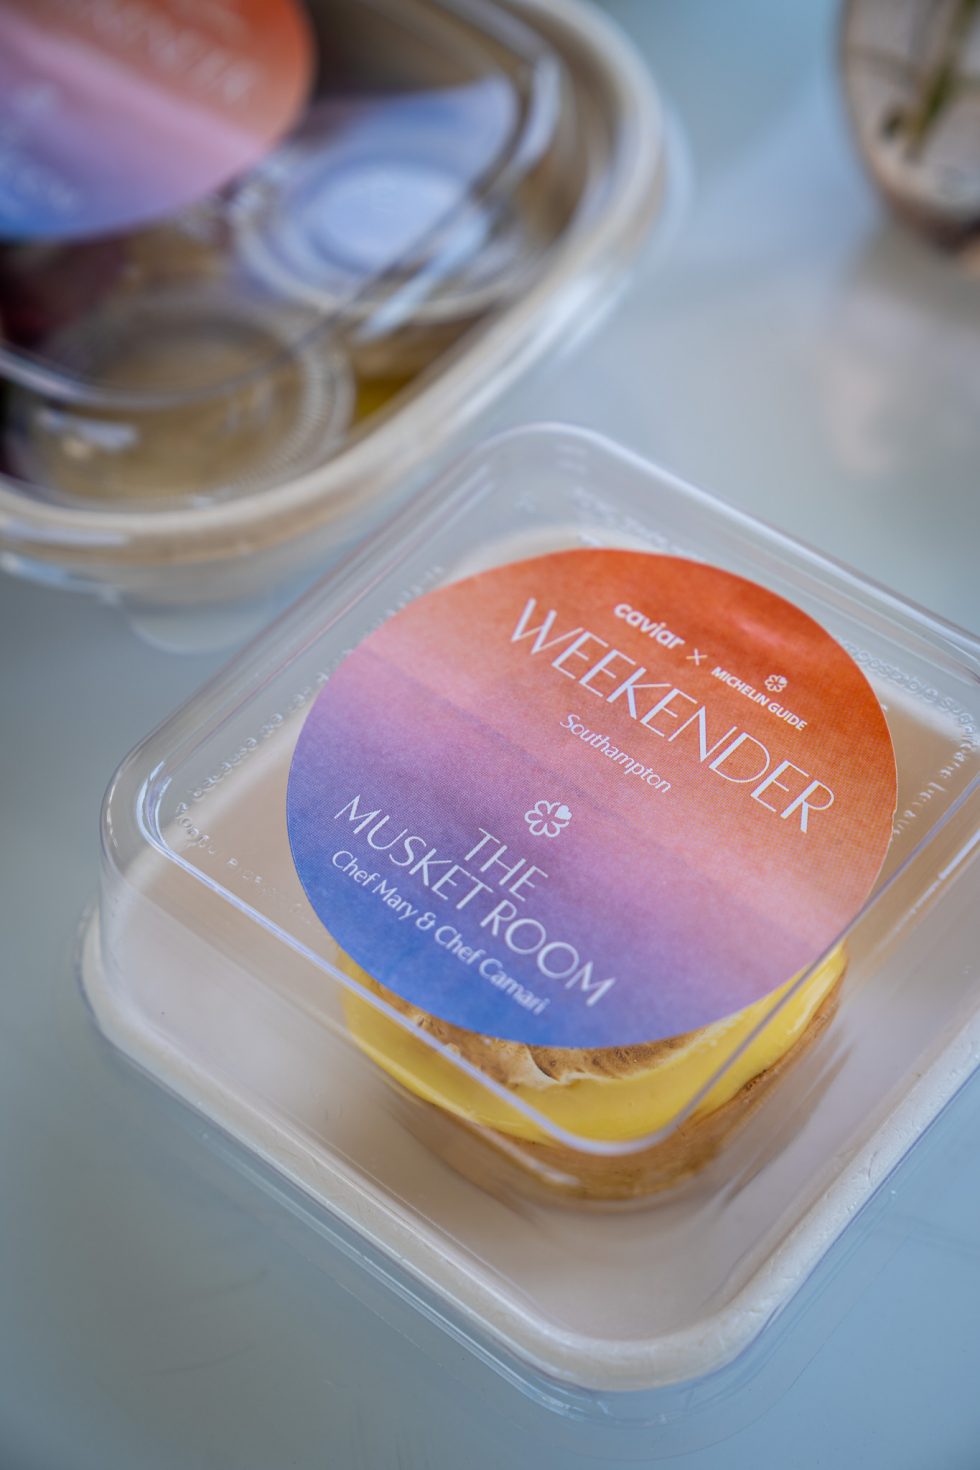 caviar × MICHELIN GUIDE
WEEKENDER
Southampton
THE
MUSKET ROOM
Chef Mary & Chef Camari